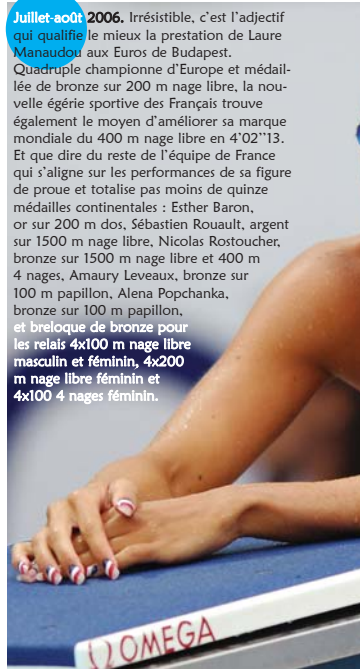 Juillet-août 2006. Irrésistible, c'est l'adjectif
qui qualifie le mieux la prestation de Laure
Manaudou aux Euros de Budapest.
Quadruple championne d'Europe et médail-
lée de bronze sur 200 m nage libre, la nou-
velle égérie sportive des Français trouve
également le moyen d'améliorer sa marque
mondiale du 400 m nage libre en 4'02''13.
Et que dire du reste de l'équipe de France
qui s'aligne sur les performances de sa figure
de proue et totalise pas moins de quinze
médailles continentales : Esther Baron,
or sur 200 m dos, Sébastien Rouault, argent
sur 1500 m nage libre, Nicolas Rostoucher,
bronze sur 1500 m nage libre et 400 m
4 nages, Amaury Leveaux, bronze sur
100 m papillon, Alena Popchanka,
bronze sur 100 m papillon,
et breloque de bronze pour
les relais 4x100 m nage libre
masculin et féminin, 4x200
m nage libre féminin et
4x100 4 nages féminin.
Ω OMEGA